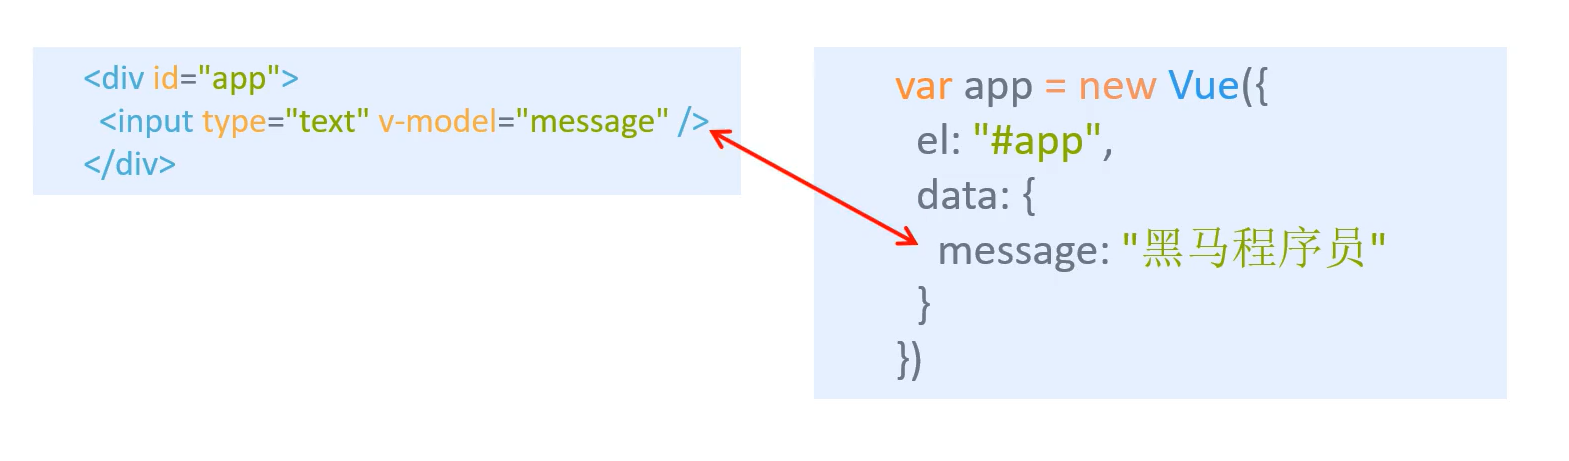 <div id="app">
<input type="text" v-model="message" />
</div>
var app = new Vue({
el: "#app",
data: {
message: "黑马程序员"
}
})